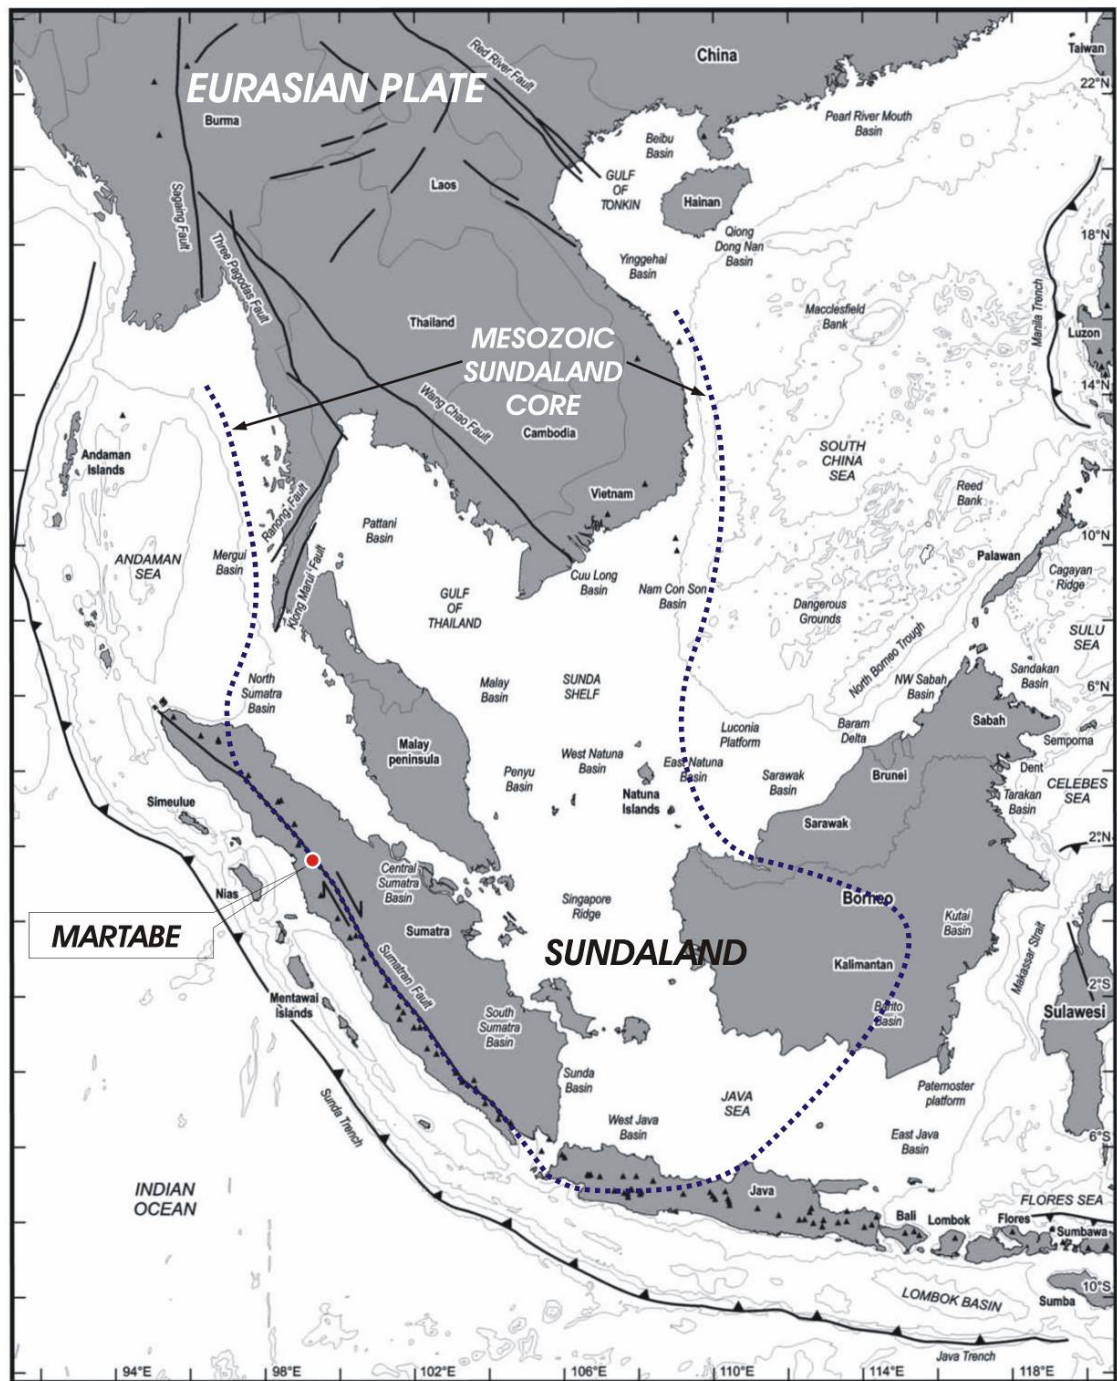 China
Taiwan
22°N
EURASIAN PLATE
Red River Fault
Burma
Pearl River Mouth
Basin
Beibu
Basin
GULF
OF
TONKIN
Laos
Hainan
Sagaing Fault
Three Pagodas Fault
18°N
Qiong
Dong Nan
Basin
Yinggehai
Basin
Macclesfield
Bank
Manila Trench
Luzon
Thailand
MESOZOIC
SUNDALAND
CORE
14°N
Wang Chao Fault
Cambodia
Andaman
Islands
SOUTH
CHINA
SEA
Reed
Bank
Vietnam
Ranong Fault
Pattani
Basin
10°N
ANDAMAN
SEA
Mergui
Basin
Klong Marui Fault
Palawan
Cagayan
Ridge
Cuu Long
Basin
Nam Con Son
Basin
GULF
OF
THAILAND
Dangerous
Grounds
SULU
SEA
North Borneo Trough
North
Sumatra
Basin
Malay
Basin
SUNDA
SHELF
NW Sabah
Basin
Sandakan
Basin
6°N
Sabah
Luconia
Platform
Baram
Delta
Semporna
Malay
peninsula
West Natuna
Basin
East Natuna
Basin
Penyu
Basin
Sarawak
Basin
Brunei
Dent
Tarakan
Basin
CELEBES
SEA
Simeulue
Natuna
Islands
Sarawak
2°N
Central
Sumatra
Basin
Nias
Singapore
Ridge
Borneo
Kutai
Basin
MARTABE
Sumatra
SUNDALAND
Makassar Strait
Kalimantan
Sumatran Fault
2°S
Mentawai
Islands
South
Sumatra
Basin
Barito
Basin
Sulawesi
Sunda
Basin
Sunda Trench
JAVA
SEA
Paternoster
platform
West Java
Basin
East Java
Basin
6°S
INDIAN
OCEAN
Java
FLORES SEA
Bali
Lombok
Flores
Sumbawa
10°S
LOMBOK BASIN
Sumba
Java Trench
94°E
98°E
102°E
106°E
110°E
114°E
118°E